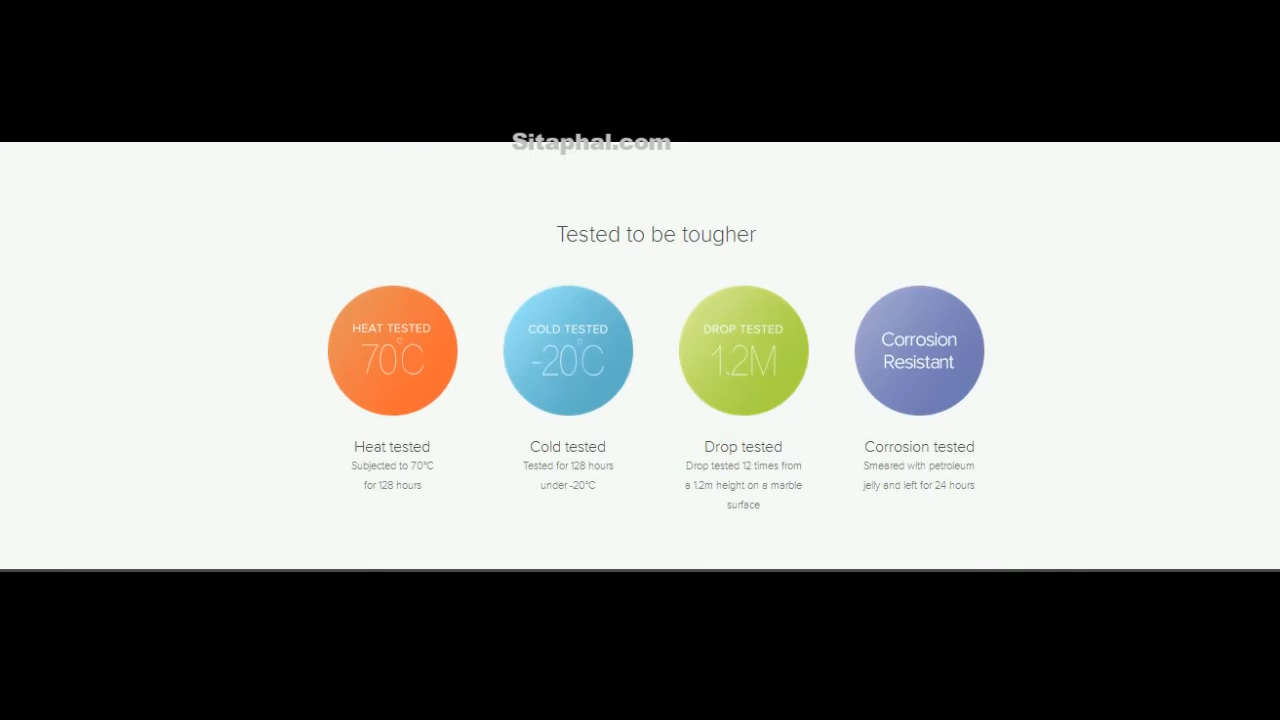 Sitaphal.com
Tested to be tougher
HEAT TESTED
70°C
COLD TESTED
-20°C
DROP TESTED
1.2M
Corrosion
Resistant
Heat tested
Subjected to 70°C
for 128 hours
Cold tested
Tested for 128 hours
under -20°C
Drop tested
Drop tested 12 times from
a 1.2m height on a marble
surface
Corrosion tested
Smeared with petroleum
jelly and left for 24 hours